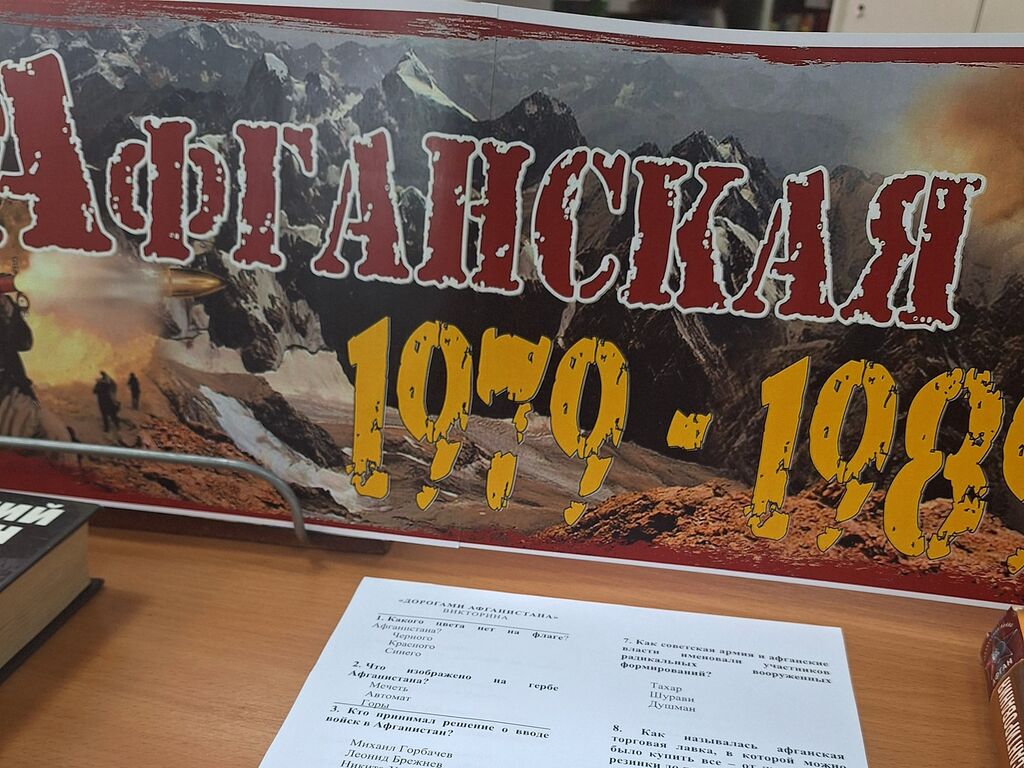 Афганская
1979 - 198
«ДОРОГАМИ АФГАНИСТАНА»
ВИКТОРИНА
1. Какого цвета нет на флаге?
Афганистана?
Черного
Красного
Синего
2. Что изображено на гербе
Афганистана?
Мечеть
Автомат
Горы
3. Кто принимал решение о вводе
войск в Афганистан?
Михаил Горбачев
Леонид Брежнев
7. Как советская армия и афганские
власти именовали участников
радикальных вооруженных
формирований?
Тахар
Шурави
Душман
8. Как называлась афганская
торговая лавка, в которой можно
было купить все – от